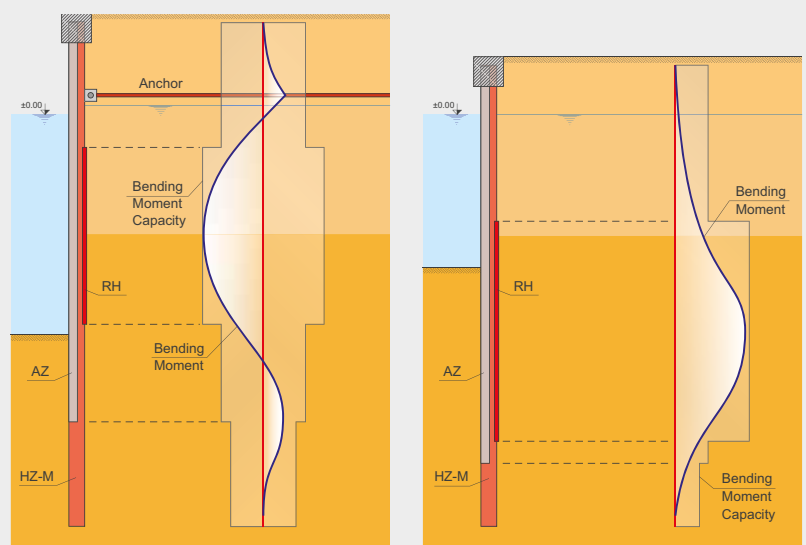 Anchor
±0.00
Bending
Moment
Capacity
RH
Bending
Moment
AZ
HZ-M
±0.00
Bending
Moment
RH
AZ
HZ-M
Bending
Moment
Capacity